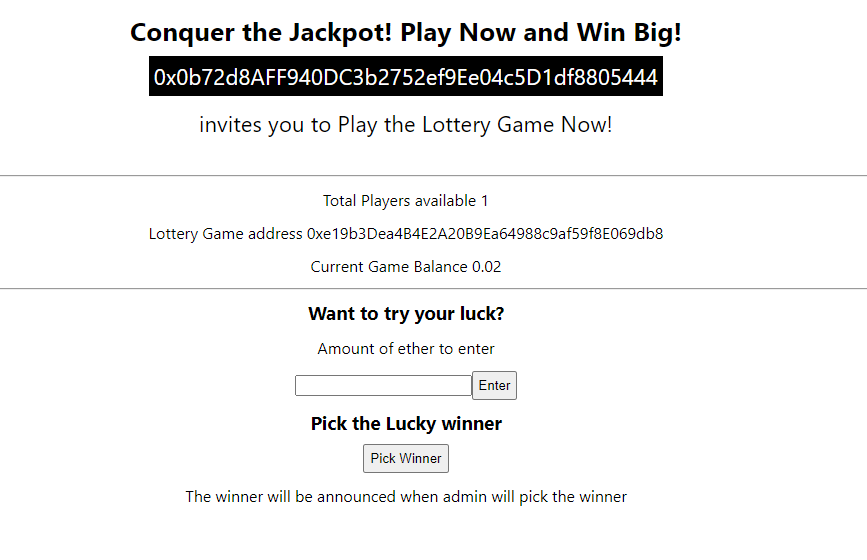 Conquer the Jackpot! Play Now and Win Big!
0x0b72d8AFF940DC3b2752ef9Ee04c5D1df8805444
invites you to Play the Lottery Game Now!
Total Players available 1
Lottery Game address 0xe19b3Dea4B4E2A20B9Ea64988c9af59f8E069db8
Current Game Balance 0.02
Want to try your luck?
Amount of ether to enter
Enter
Pick the Lucky winner
Pick Winner
The winner will be announced when admin will pick the winner